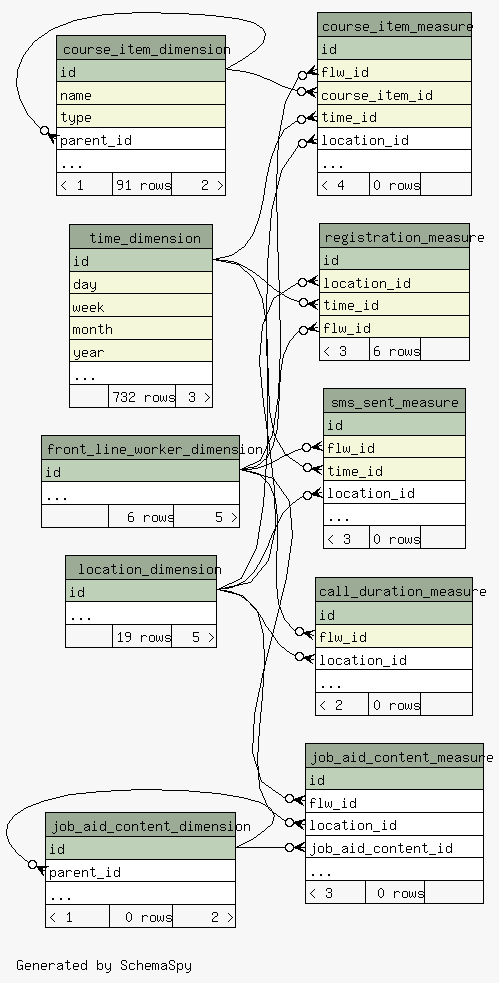 course_item_dimension
id
name
type
parent_id
...
< 1 91 rows 2 >
time_dimension
id
day
week
month
year
...
732 rows 3 >
front_line_worker_dimension
id
...
6 rows 5 >
location_dimension
id
...
19 rows 5 >
job_aid_content_dimension
id
parent_id
...
< 1 0 rows 2 >
course_item_measure
id
flw_id
course_item_id
time_id
location_id
...
< 4 0 rows
registration_measure
id
location_id
time_id
flw_id
< 3 6 rows
sms_sent_measure
id
flw_id
time_id
location_id
...
< 3 0 rows
call_duration_measure
id
flw_id
location_id
...
< 2 0 rows
job_aid_content_measure
id
flw_id
location_id
job_aid_content_id
...
< 3 0 rows
Generated by SchemaSpy